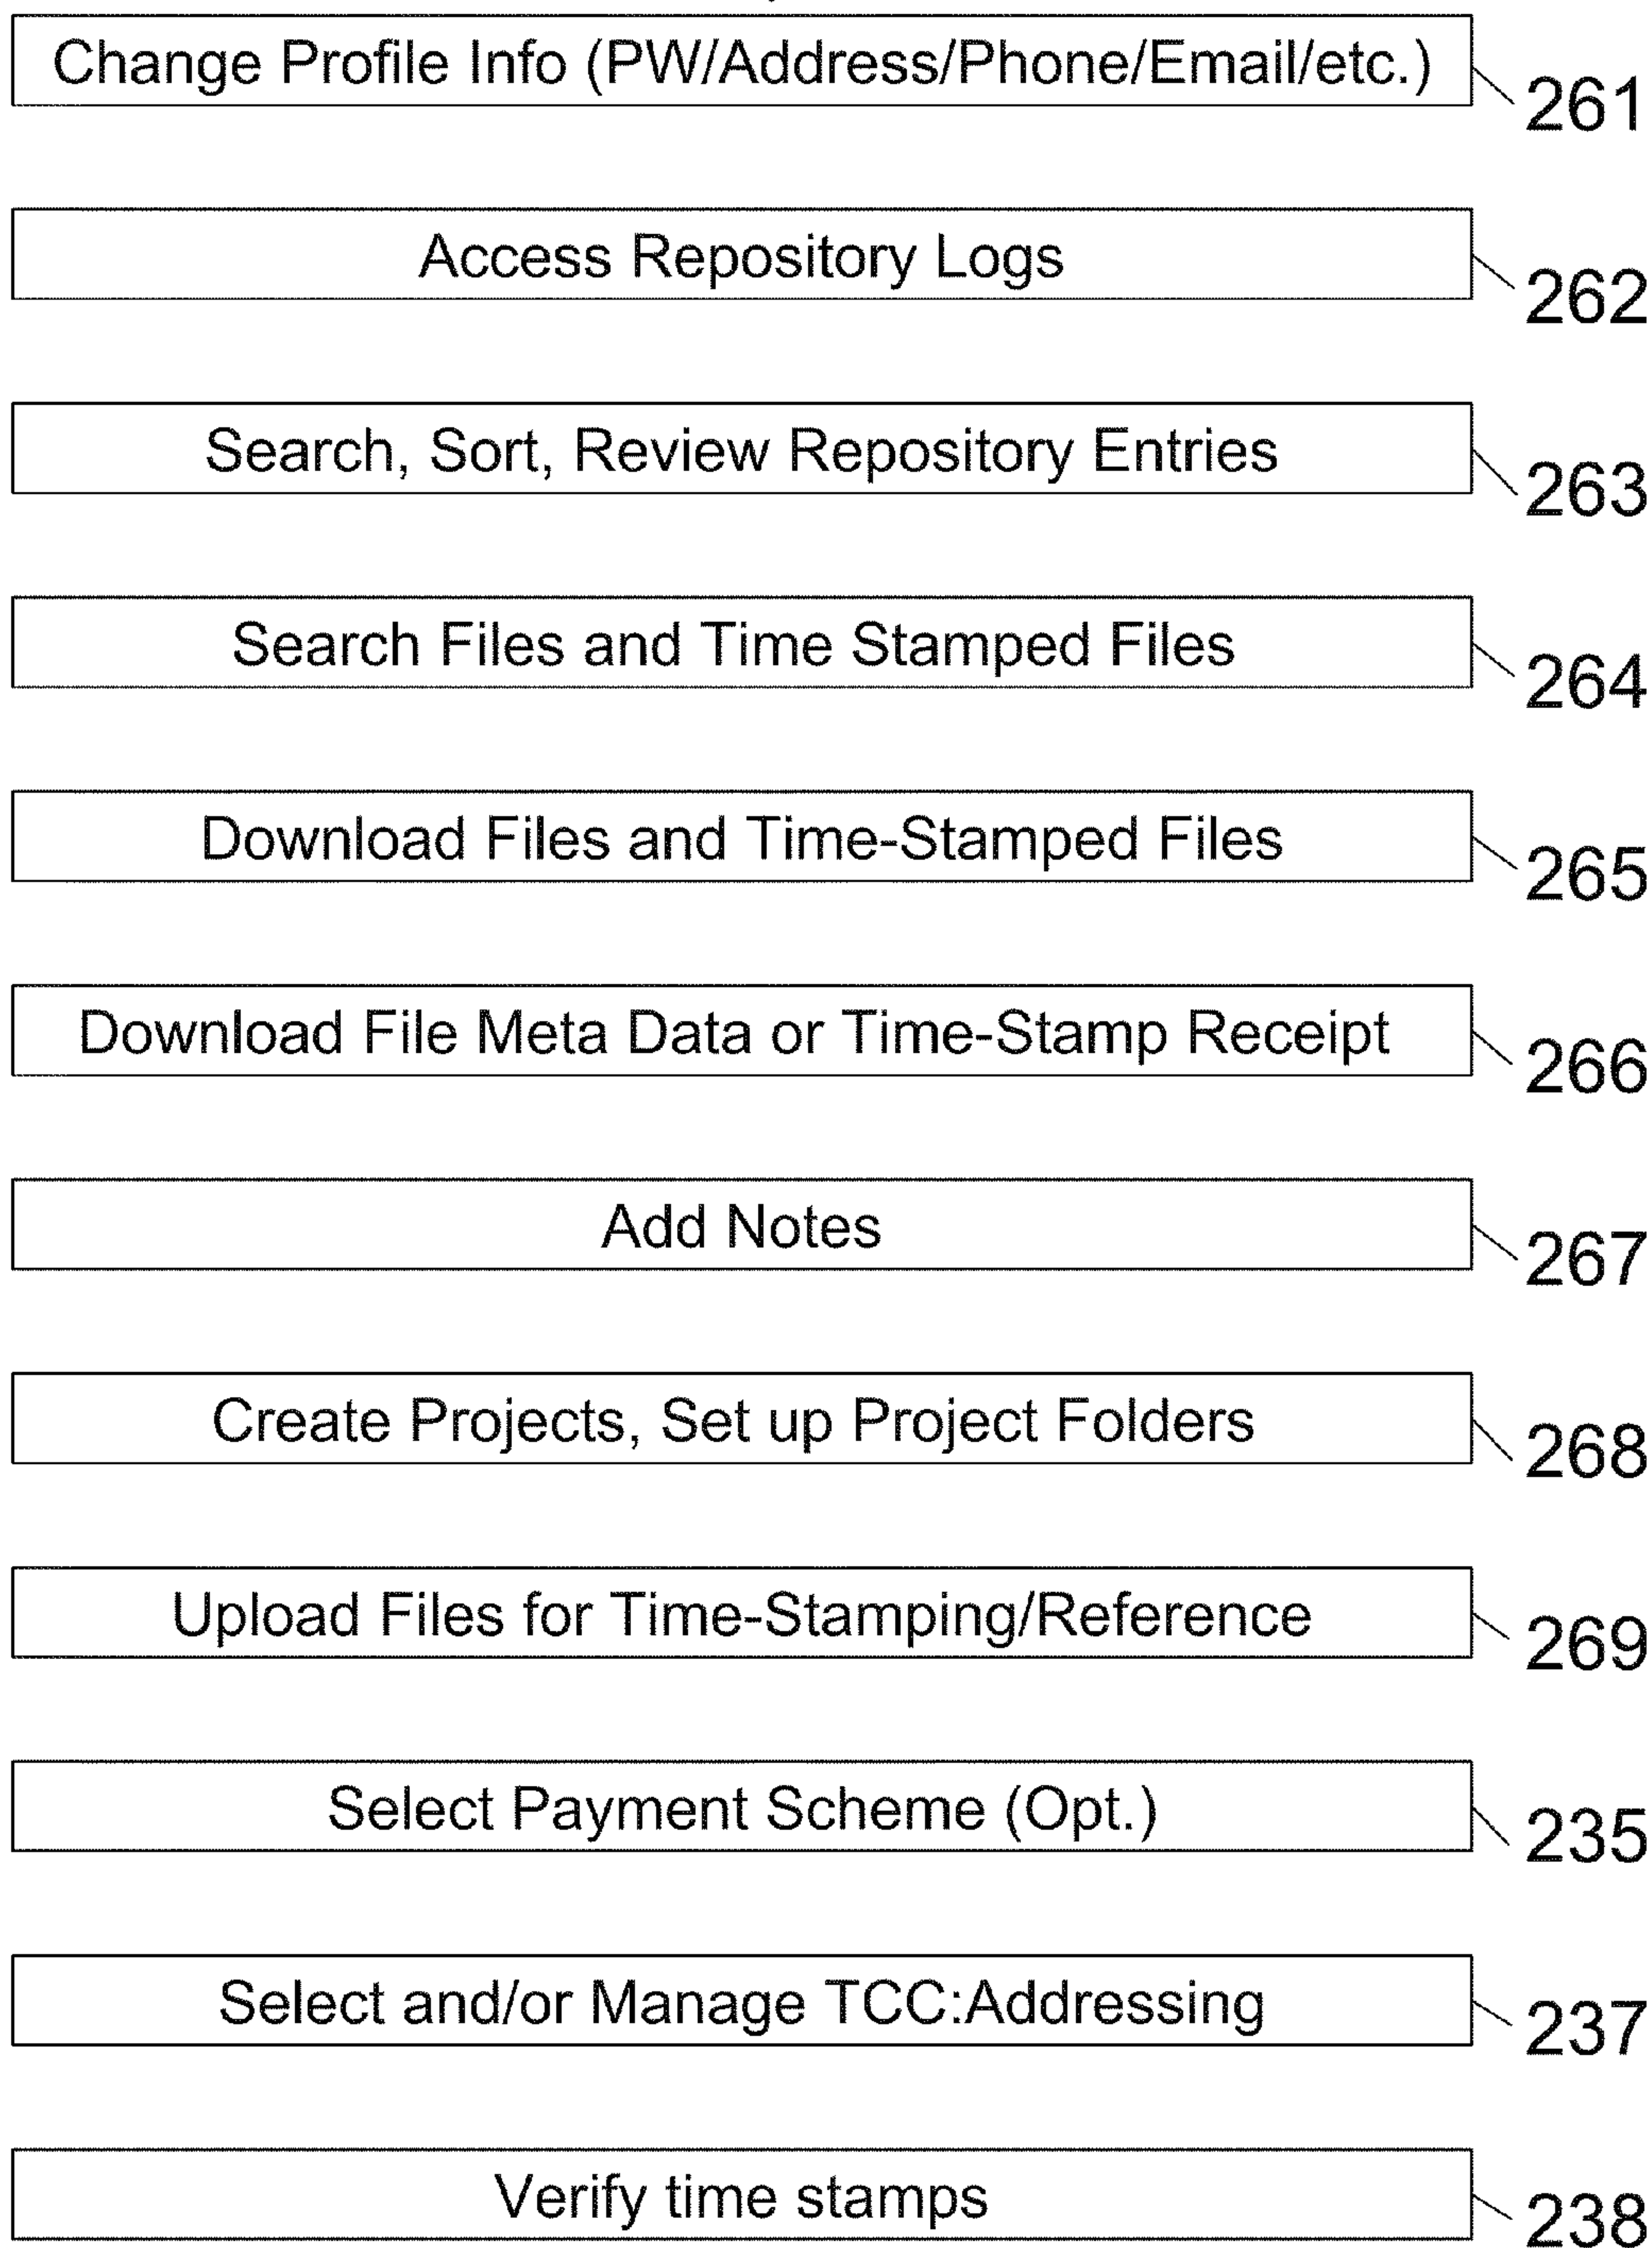 Change Profile Info (PW/Address/Phone/Email/etc.)
261
Access Repository Logs
262
Search, Sort, Review Repository Entries
263
Search Files and Time Stamped Files
264
Download Files and Time-Stamped Files
265
Download File Meta Data or Time-Stamp Receipt
266
Add Notes
267
Create Projects, Set up Project Folders
268
Upload Files for Time-Stamping/Reference
269
Select Payment Scheme (Opt.)
235
Select and/or Manage TCC:Addressing
237
Verify time stamps
238